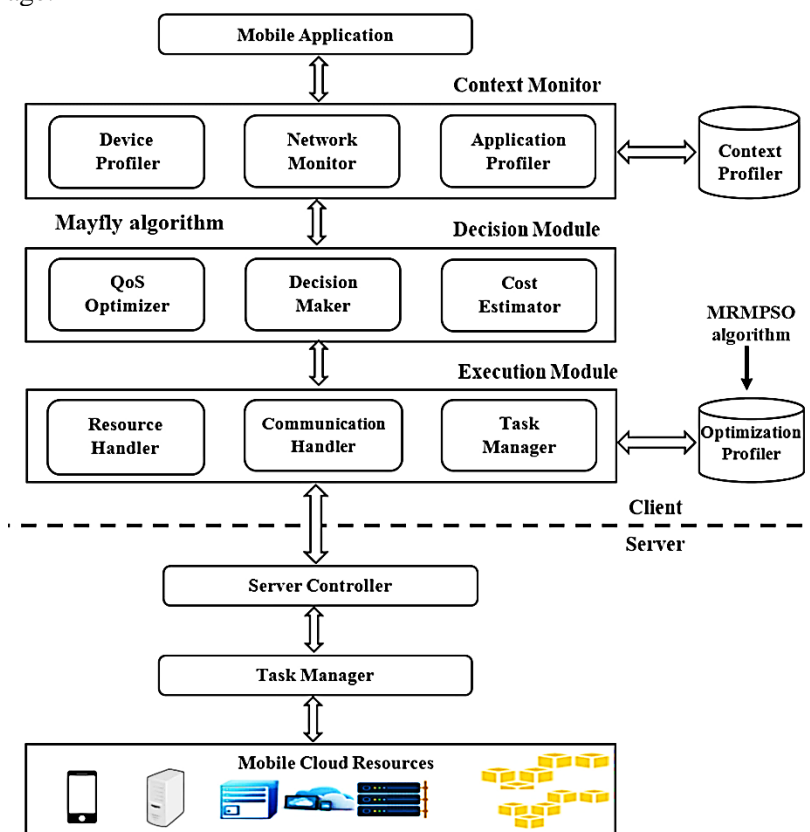 Mobile Application
Context Monitor
Device
Profiler
Network
Monitor
Application
Profiler
Context
Profiler
Mayfly algorithm
Decision Module
QoS
Optimizer
Decision
Maker
Cost
Estimator
MRMPSO
algorithm
Execution Module
Resource
Handler
Communication
Handler
Task
Manager
Optimization
Profiler
Client
Server
Server Controller
Task Manager
Mobile Cloud Resources